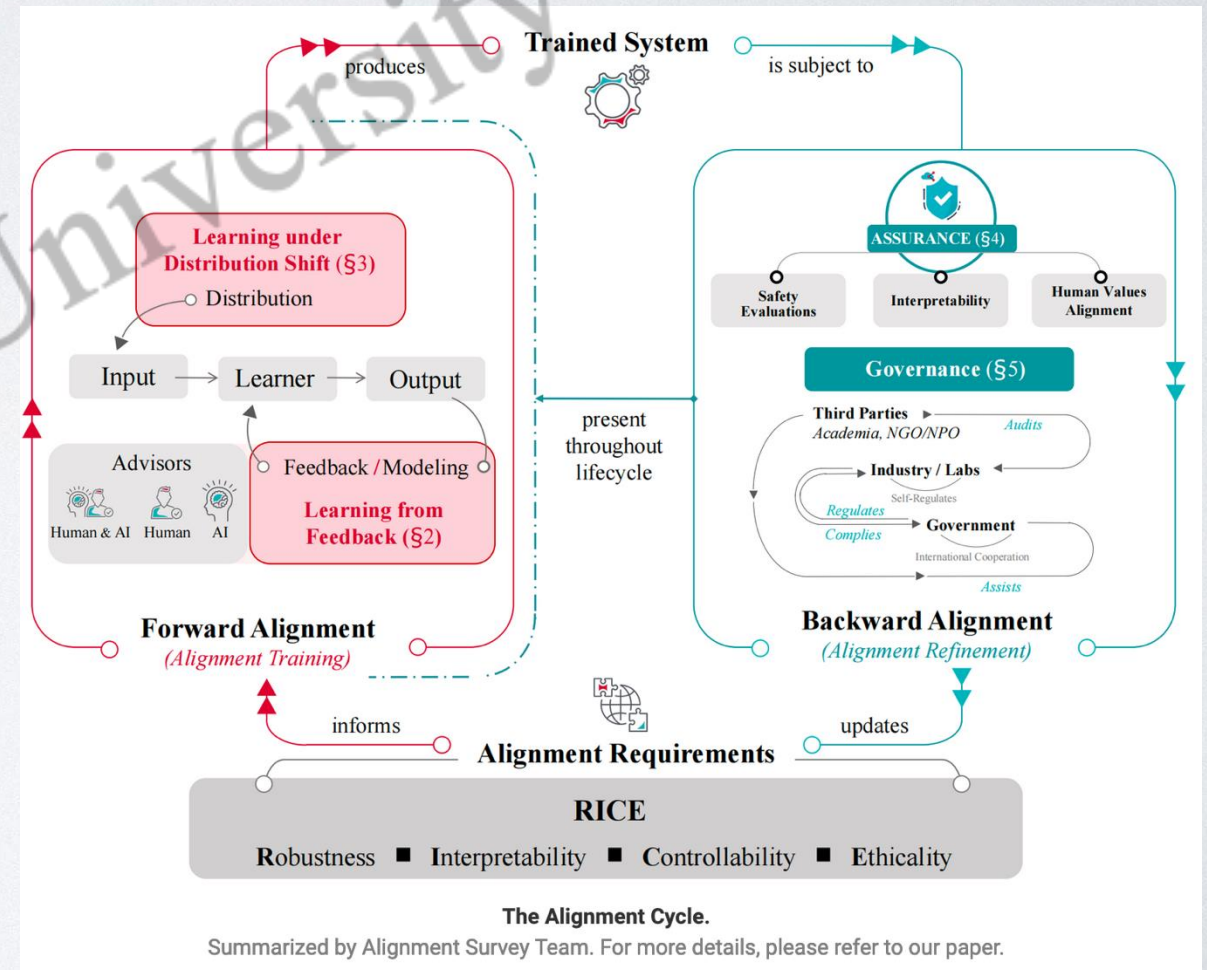 University
Trained System
produces
is subject to
Learning under
Distribution Shift (§3)
Distribution
Input
Learner
Output
Advisors
Human & AI
Human
AI
Feedback / Modeling
Learning from
Feedback (§2)
Forward Alignment
(Alignment Training)
present
throughout
lifecycle
ASSURANCE (§4)
Safety
Evaluations
Interpretability
Human Values
Alignment
Governance (§5)
Third Parties
Academia, NGO/NPO
Audits
Industry / Labs
Self-Regulates
Regulates
Complies
Government
International Cooperation
Assists
Backward Alignment
(Alignment Refinement)
informs
updates
Alignment Requirements
RICE
Robustness ■ Interpretability ■ Controllability ■ Ethicality
The Alignment Cycle.
Summarized by Alignment Survey Team. For more details, please refer to our paper.